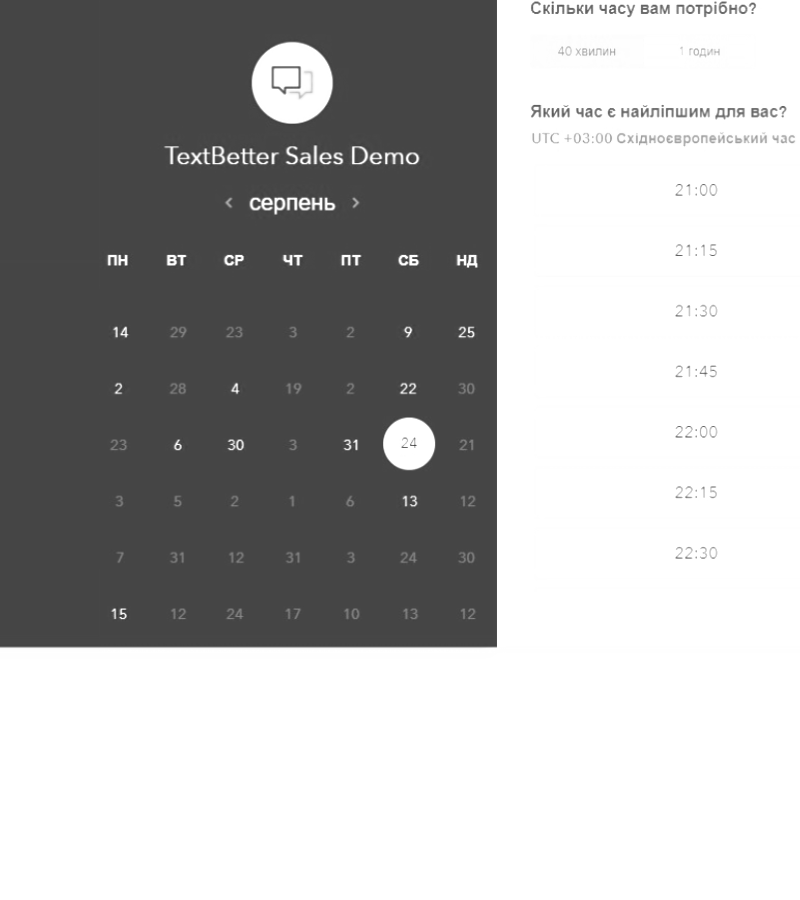 TextBetter Sales Demo
серпень
ПН ВТ СР ЧТ ПТ СБ НД
14 29 23 3 2 9 25
2 28 4 19 2 22 30
23 6 30 3 31 24 21
3 5 2 1 6 13 12
7 31 12 31 3 24 30
15 12 24 17 10 13 12
Скільки часу вам потрібно?
40 хвилин 1 годин
Який час є найліпшим для вас?
UTC +03:00 Східноєвропейський час
21:00
21:15
21:30
21:45
22:00
22:15
22:30